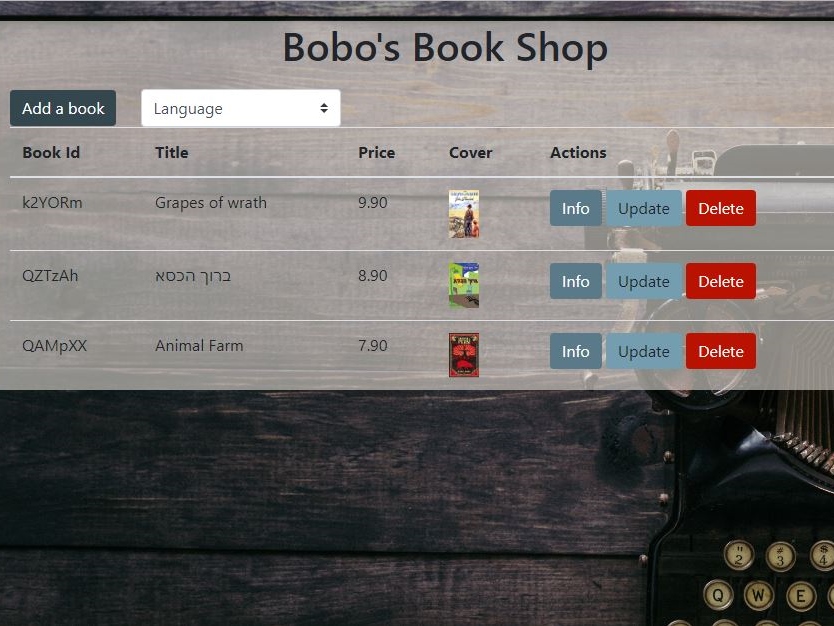 Bobo's Book Shop
Add a book Language
Book Id Title Price Cover Actions
k2YORm Grapes of wrath 9.90 Info Update Delete
QZTzAh ברוך הכסא 8.90 Info Update Delete
QAMpXX Animal Farm 7.90 Info Update Delete
" 2 # 3 $ 4
Q W E